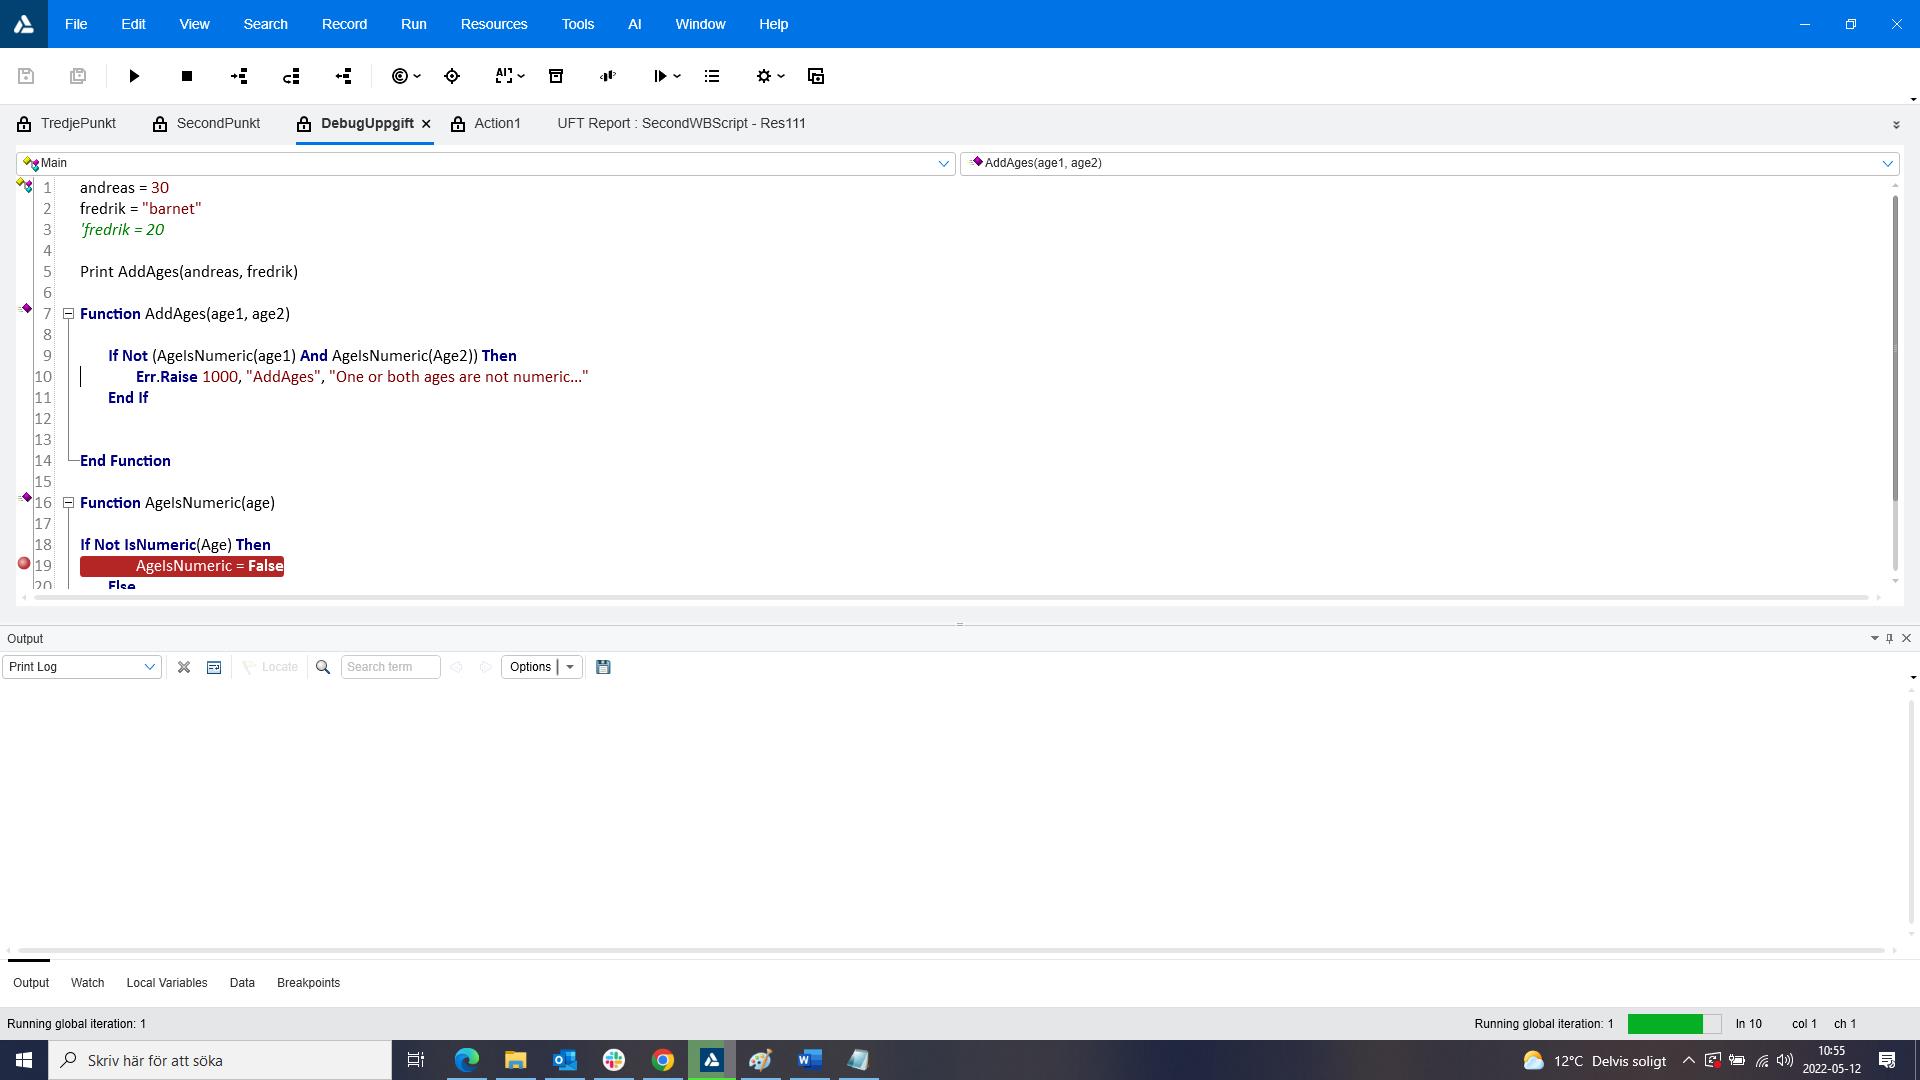 File Edit View Search Record Run Resources Tools AI Window Help
AI
TredjePunkt SecondPunkt DebugUppgift Action1 UFT Report : SecondWBScript - Res111
Main AddAges(age1, age2)
1 andreas = 30
2 fredrik = "barnet"
3 'fredrik = 20
4
5 Print AddAges(andreas, fredrik)
6
7 Function AddAges(age1, age2)
8
9 If Not (AgeIsNumeric(age1) And AgeIsNumeric(Age2)) Then
10 Err.Raise 1000, "AddAges", "One or both ages are not numeric..."
11 End If
12
13
14 End Function
15
16 Function AgeIsNumeric(age)
17
18 If Not IsNumeric(Age) Then
19 AgeIsNumeric = False
20 Else
Output
Print Log Locate Search term Options
Output Watch Local Variables Data Breakpoints
Running global iteration: 1 Running global iteration: 1 ln 10 col 1 ch 1
Skriv här för att söka 12°C Delvis soligt 10:55
2022-05-12